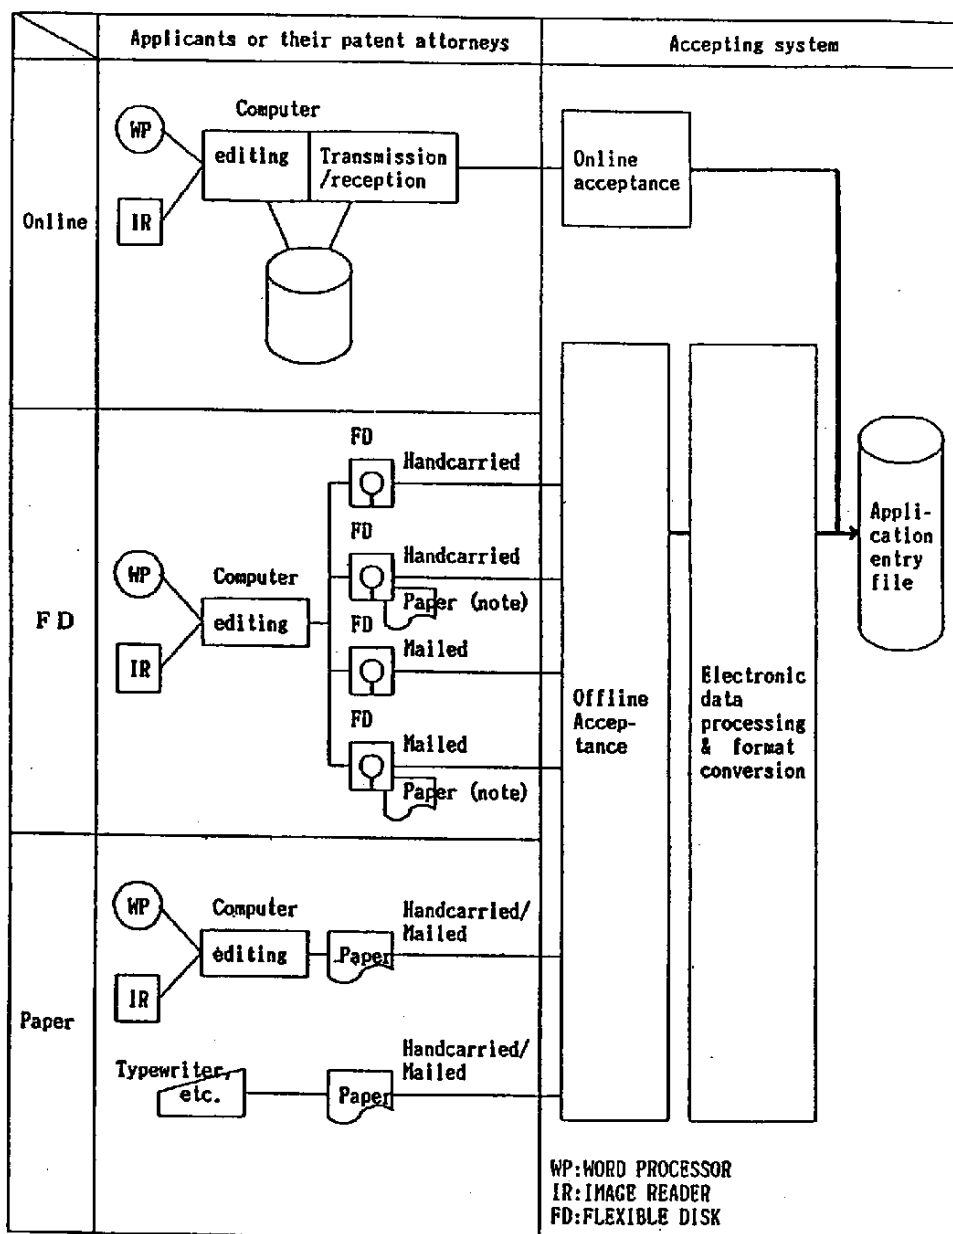 Applicants or their patent attorneys
Accepting system
Online
Computer
WP
IR
editing
Transmission
/reception
Online
acceptance
FD
WP
IR
Computer
editing
FD
Handcarried
FD
Handcarried
Paper (note)
FD
Mailed
FD
Mailed
Paper (note)
Offline
Accep-
tance
Electronic
data
processing
& format
conversion
Appli-
cation
entry
file
Paper
WP
IR
Computer
editing
Paper
Handcarried/
Mailed
Typewriter,
etc.
Paper
Handcarried/
Mailed
WP:WORD PROCESSOR
IR:IMAGE READER
FD:FLEXIBLE DISK